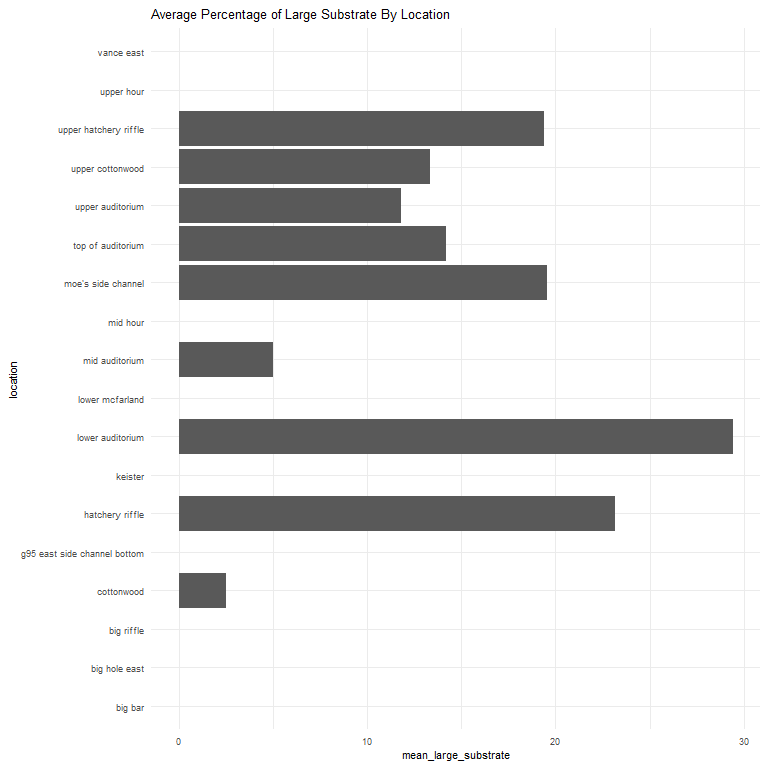 Average Percentage of Large Substrate By Location
vance east
upper hour
upper hatchery riffle
upper cottonwood
upper auditorium
top of auditorium
moe's side channel
mid hour
mid auditorium
lower mcfarland
lower auditorium
keister
hatchery riffle
g95 east side channel bottom
cottonwood
big riffle
big hole east
big bar
location
0 10 20 30
mean_large_substrate